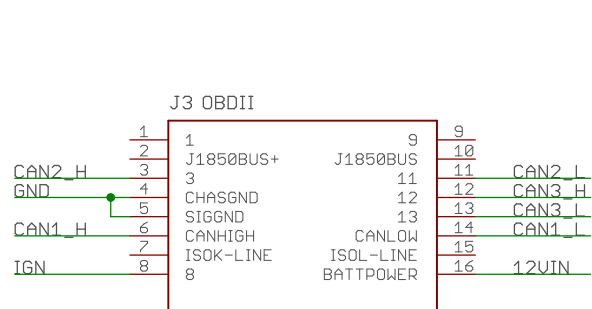 J3 OBDII
1 1 9 9
2 J1850BUS+ J1850BUS 10
CAN2_H 3 3 11 11 CAN2_L
GND 4 CHASGND 12 12 CAN3_H
5 SIGGND 13 13 CAN3_L
CAN1_H 6 CANHIGH CANLOW 14 CAN1_L
7 ISOK-LINE ISOL-LINE 15
IGN 8 8 BATTPOWER 16 12VIN